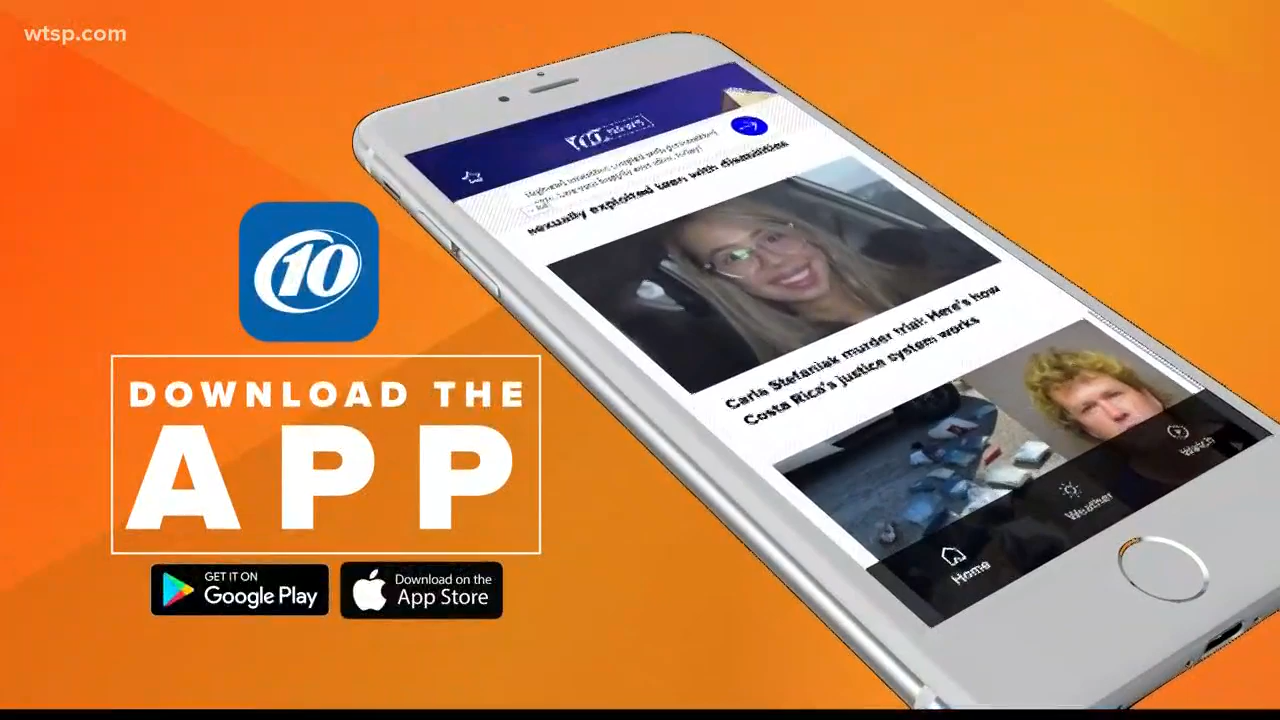 wtsp.com
10
DOWNLOAD THE
APP
GET IT ON
Google Play
Download on the
App Store
sexually exploited teen with disabilities
Carla Stefaniak murder trial: Here's how
Costa Rica's justice system works
Home
Weather
Watch